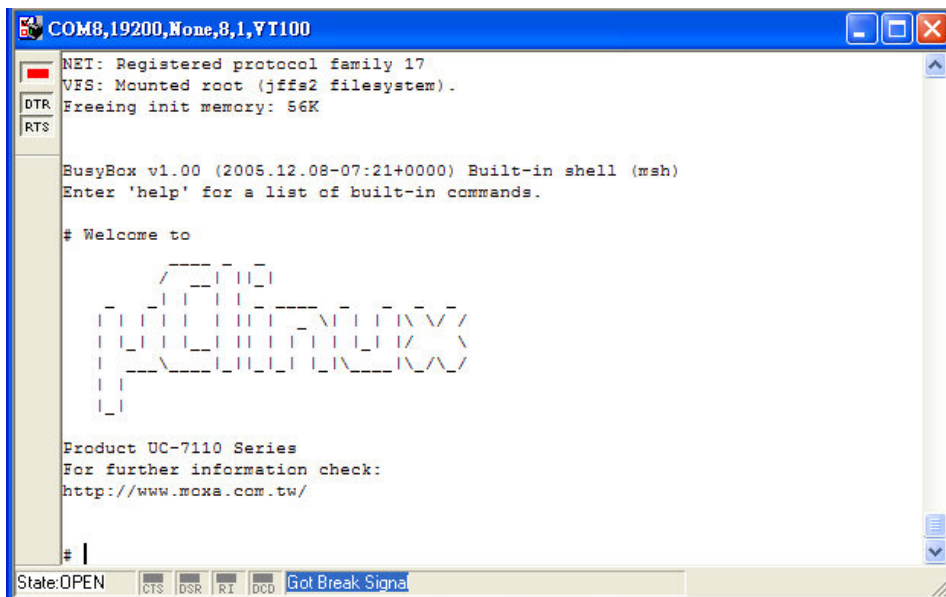 COM8,19200,None,8,1,VT100
NET: Registered protocol family 17
VFS: Mounted root (jffs2 filesystem).
DTR
Freeing init memory: 56K
RTS
BusyBox v1.00 (2005.12.08-07:21+0000) Built-in shell (msh)
Enter 'help' for a list of built-in commands.
# Welcome to
μClinux
Product UC-7110 Series
For further information check:
http://www.moxa.com.tw/
#
State:OPEN CTS DSR RI DCD Got Break Signal